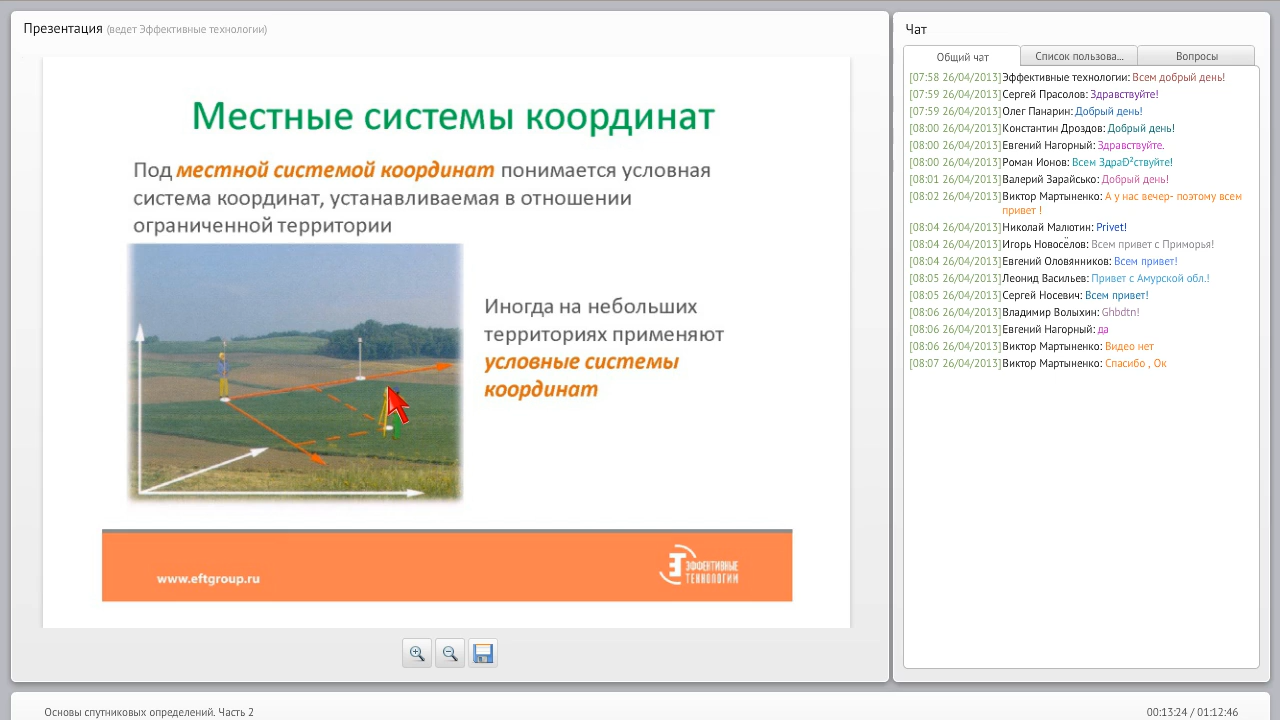 Презентация (ведет Эффективные технологии)
Местные системы координат
Под местной системой координат понимается условная
система координат, устанавливаемая в отношении
ограниченной территории
Иногда на небольших
территориях применяют
условные системы
координат
www.eftgroup.ru
ЭФФЕКТИВНЫЕ
ТЕХНОЛОГИИ
Чат
Общий чат
Список пользова...
Вопросы
[07:58 26/04/2013]Эффективные технологии: Всем добрый день!
[07:59 26/04/2013]Сергей Прасолов: Здравствуйте!
[07:59 26/04/2013]Олег Панарин: Добрый день!
[08:00 26/04/2013]Константин Дроздов: Добрый день!
[08:00 26/04/2013]Евгений Нагорный: Здравствуйте.
[08:00 26/04/2013]Роман Ионов: Всем ЗдраÐ²ствуйте!
[08:01 26/04/2013]Валерий Зарайсько: Добрый день!
[08:02 26/04/2013]Виктор Мартыненко: А у нас вечер- поэтому всем
привет !
[08:04 26/04/2013]Николай Малютин: Privet!
[08:04 26/04/2013]Игорь Новосёлов: Всем привет с Приморья!
[08:04 26/04/2013]Евгений Оловянников: Всем привет!
[08:05 26/04/2013]Леонид Васильев: Привет с Амурской обл.!
[08:05 26/04/2013]Сергей Носевич: Всем привет!
[08:06 26/04/2013]Владимир Волыхин: Ghbdtn!
[08:06 26/04/2013]Евгений Нагорный: да
[08:06 26/04/2013]Виктор Мартыненко: Видео нет
[08:07 26/04/2013]Виктор Мартыненко: Спасибо , Ок
Основы спутниковых определений. Часть 2
00:13:24 / 01:12:46